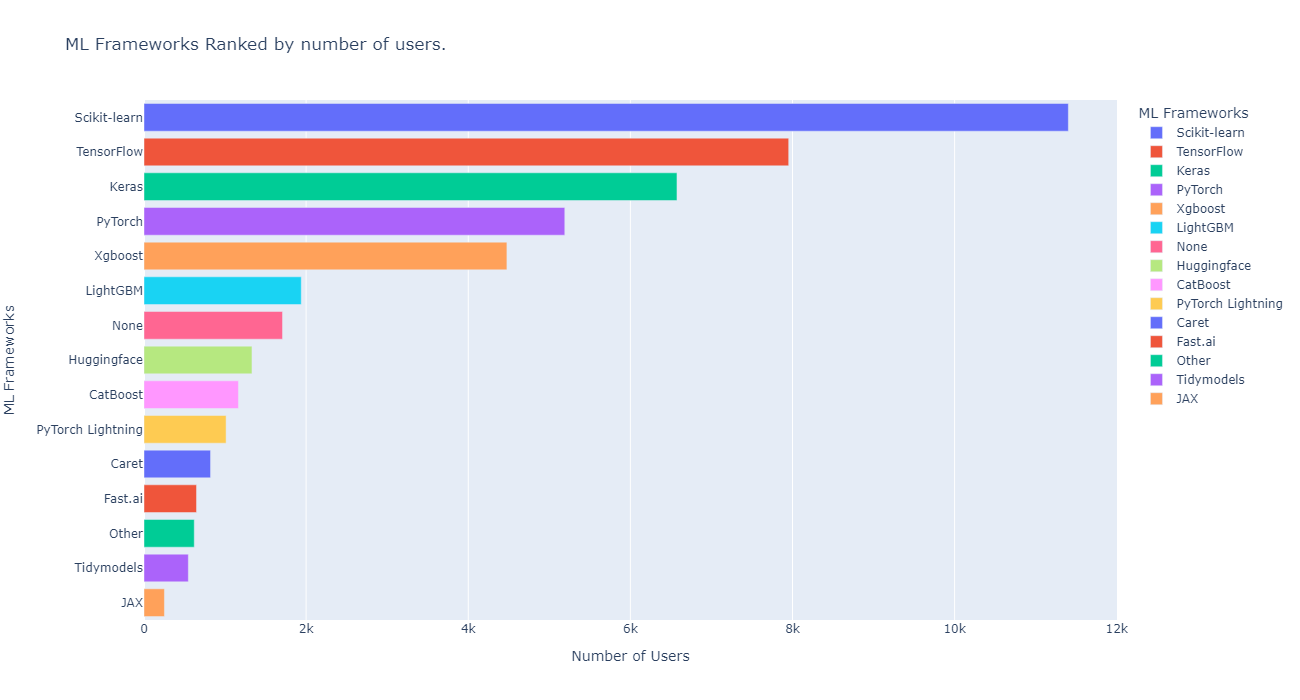 ML Frameworks Ranked by number of users.
ML Frameworks
Scikit-learn
TensorFlow
Keras
PyTorch
Xgboost
LightGBM
None
Huggingface
CatBoost
PyTorch Lightning
Caret
Fast.ai
Other
Tidymodels
JAX
0 2k 4k 6k 8k 10k 12k
Number of Users
ML Frameworks
Scikit-learn
TensorFlow
Keras
PyTorch
Xgboost
LightGBM
None
Huggingface
CatBoost
PyTorch Lightning
Caret
Fast.ai
Other
Tidymodels
JAX